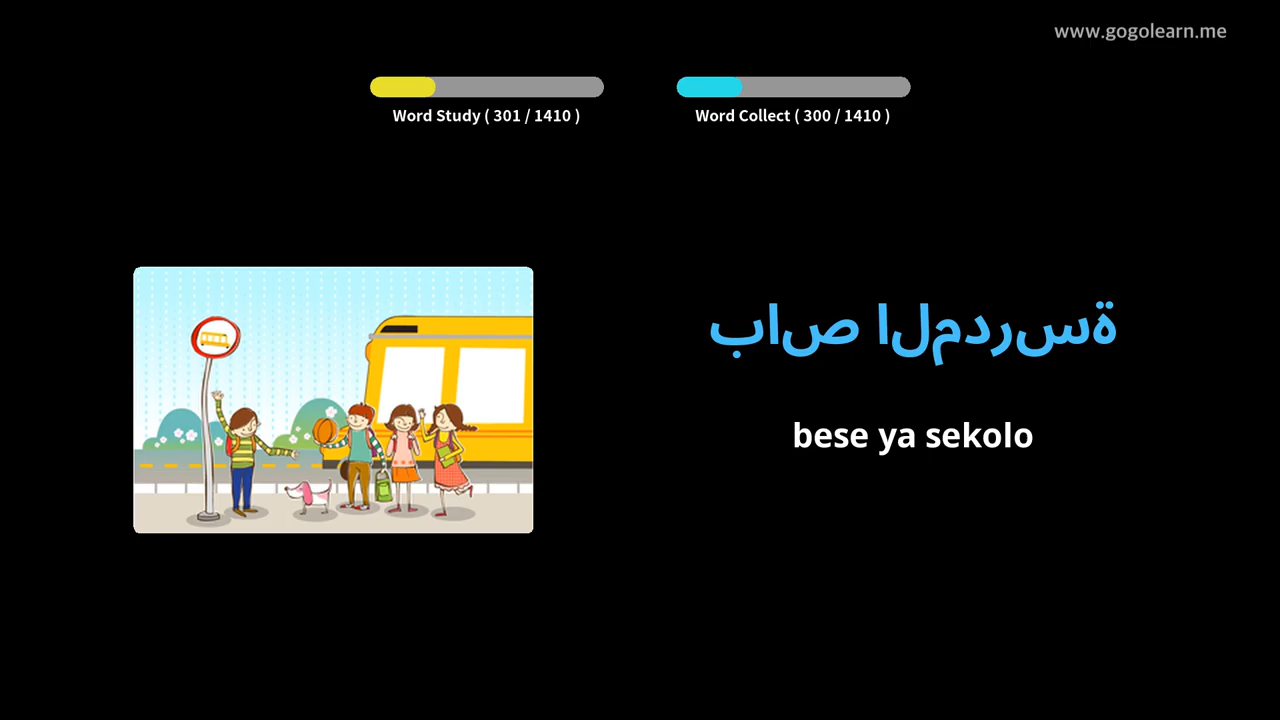 www.gogolearn.me
Word Study ( 301 / 1410 )
Word Collect ( 300 / 1410 )
باص المدرسة
bese ya sekolo